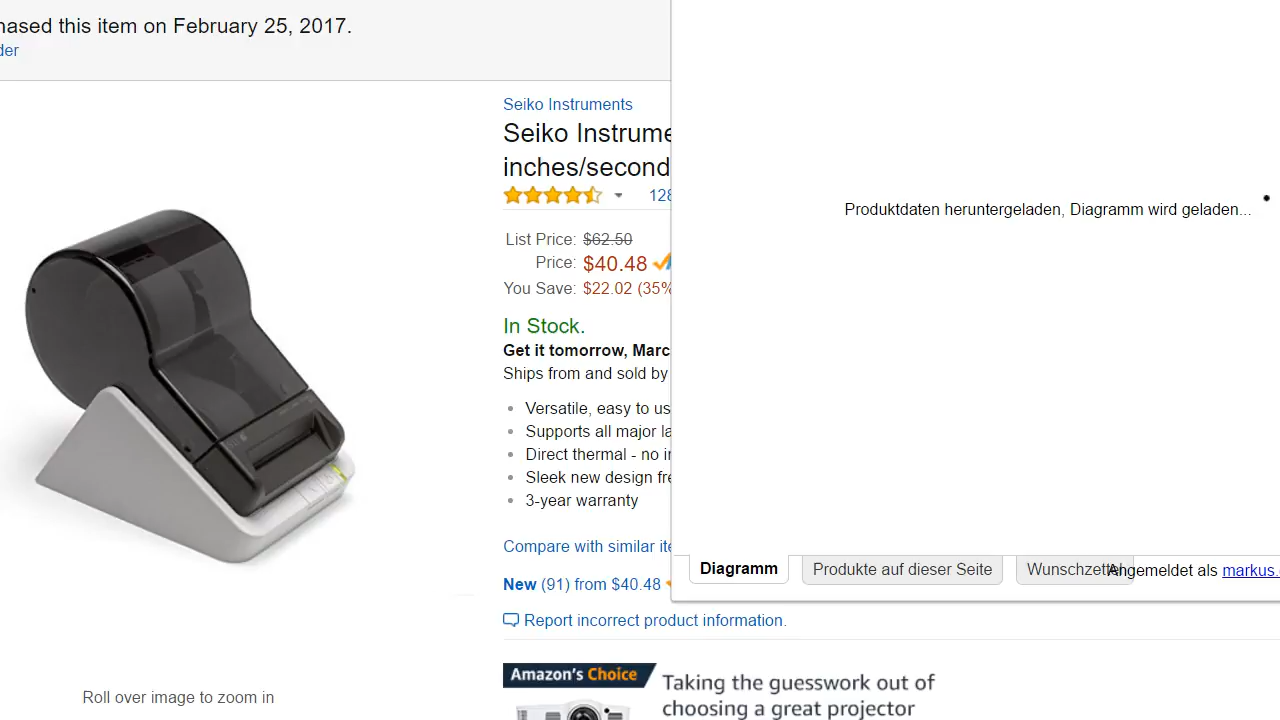 hased this item on February 25, 2017.
der
Seiko Instruments
Seiko Instrume
inches/second
128
List Price: $62.50
Price: $40.48
You Save: $22.02 (35%
In Stock.
Get it tomorrow, Marc
Ships from and sold by
Versatile, easy to us
Supports all major la
Direct thermal - no i
Sleek new design fre
3-year warranty
Compare with similar ite
New (91) from $40.48
Report incorrect product information.
Roll over image to zoom in
Amazon's Choice
Taking the guesswork out of
choosing a great projector
Produktdaten heruntergeladen, Diagramm wird geladen...
Diagramm
Produkte auf dieser Seite
Wunschzettel
Angemeldet als markus.